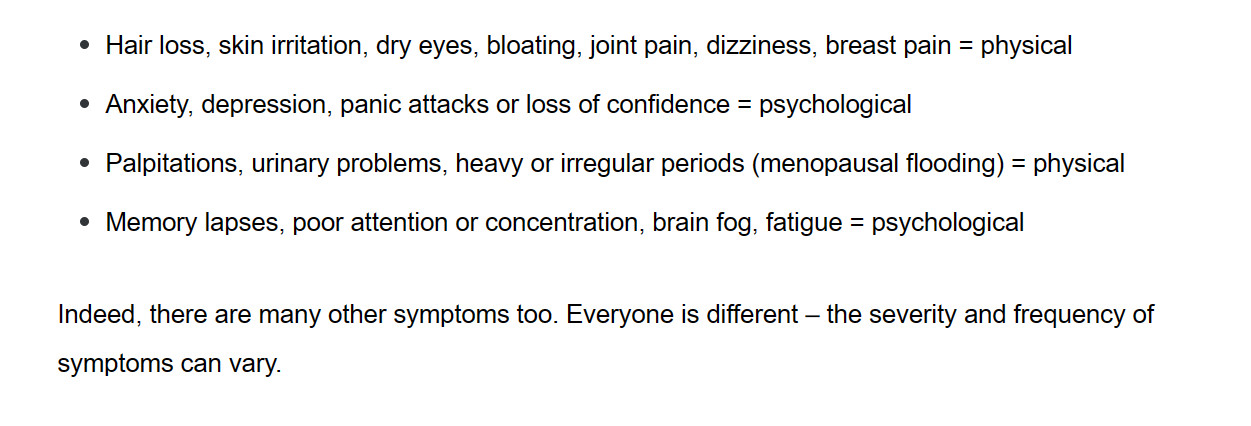 • Hair loss, skin irritation, dry eyes, bloating, joint pain, dizziness, breast pain = physical
• Anxiety, depression, panic attacks or loss of confidence = psychological
• Palpitations, urinary problems, heavy or irregular periods (menopausal flooding) = physical
• Memory lapses, poor attention or concentration, brain fog, fatigue = psychological
Indeed, there are many other symptoms too. Everyone is different – the severity and frequency of
symptoms can vary.